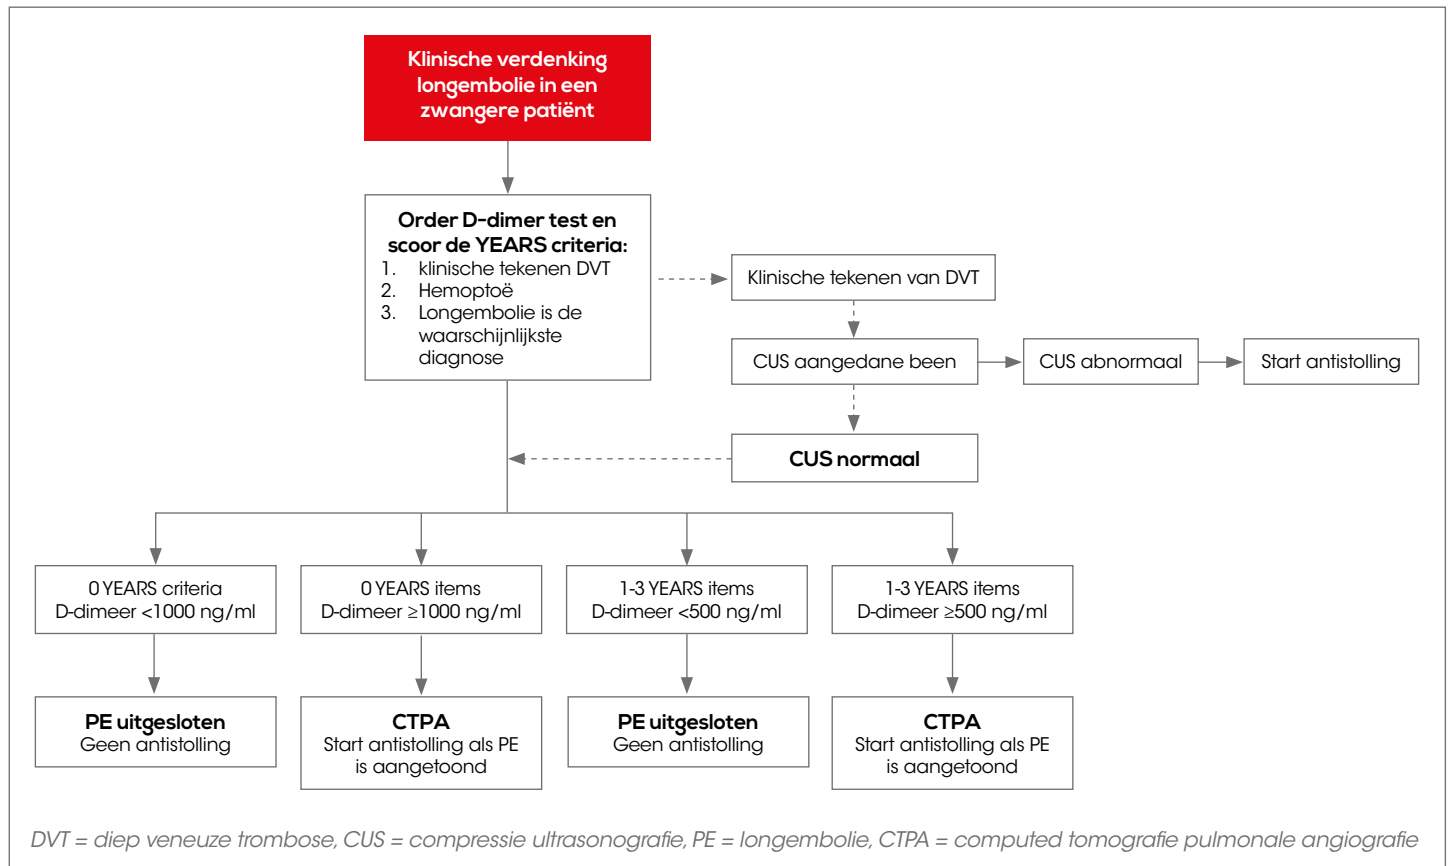 Klinische verdenking
longembolie in een
zwangere patiënt
Order D-dimer test en
scoor de YEARS criteria:
1. klinische tekenen DVT
2. Hemoptoë
3. Longembolie is de
waarschijnlijkste
diagnose
Klinische tekenen van DVT
CUS aangedane been
CUS abnormaal
Start antistolling
CUS normaal
0 YEARS criteria
D-dimeer <1000 ng/ml
0 YEARS items
D-dimeer ≥1000 ng/ml
1-3 YEARS items
D-dimeer <500 ng/ml
1-3 YEARS items
D-dimeer ≥500 ng/ml
PE uitgesloten
Geen antistolling
CTPA
Start antistolling als PE
is aangetoond
PE uitgesloten
Geen antistolling
CTPA
Start antistolling als PE
is aangetoond
DVT = diep veneuze trombose, CUS = compressie ultrasonografie, PE = longembolie, CTPA = computed tomografie pulmonale angiografie